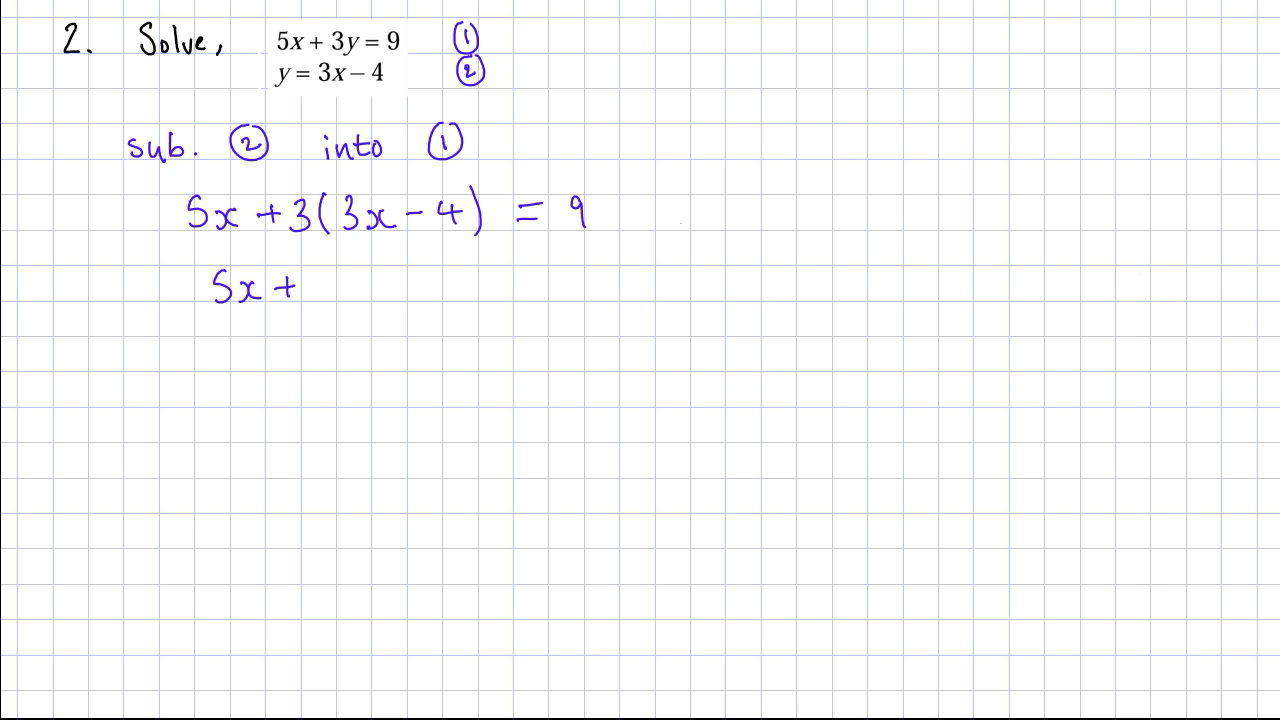 2. Solve, 5x + 3y = 9 ①
y = 3x – 4 ②
sub. ② into ①
5x + 3(3x – 4) = 9
5x +